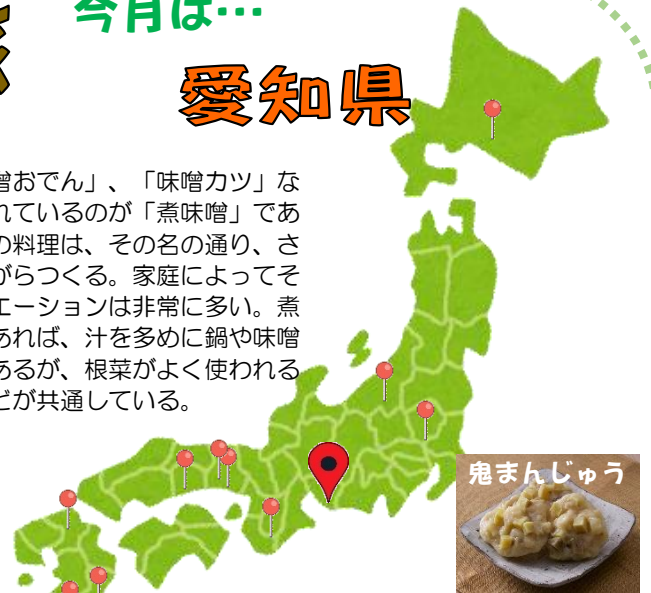 今月は…
愛知県
噌おでん」、「味噌カツ」な
れているのが「煮味噌」であ
の料理は、その名の通り、さ
がらつくる。家庭によってそ
エーションは非常に多い。煮
あれば、汁を多めに鍋や味噌
あるが、根菜がよく使われる
どが共通している。
鬼まんじゅう